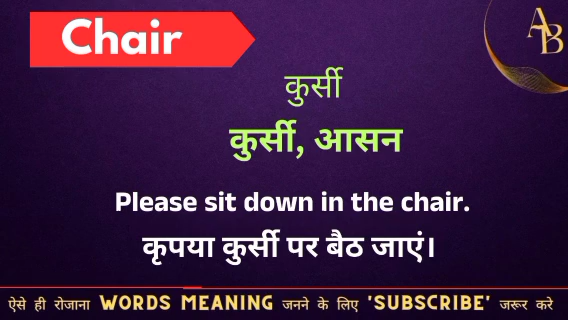 Chair
AB
कुर्सी
कुर्सी, आसन
Please sit down in the chair.
कृपया कुर्सी पर बैठ जाएं।
ऐसे ही रोजाना WORDS MEANING जनने के लिए 'SUBSCRIBE' जरूर करे